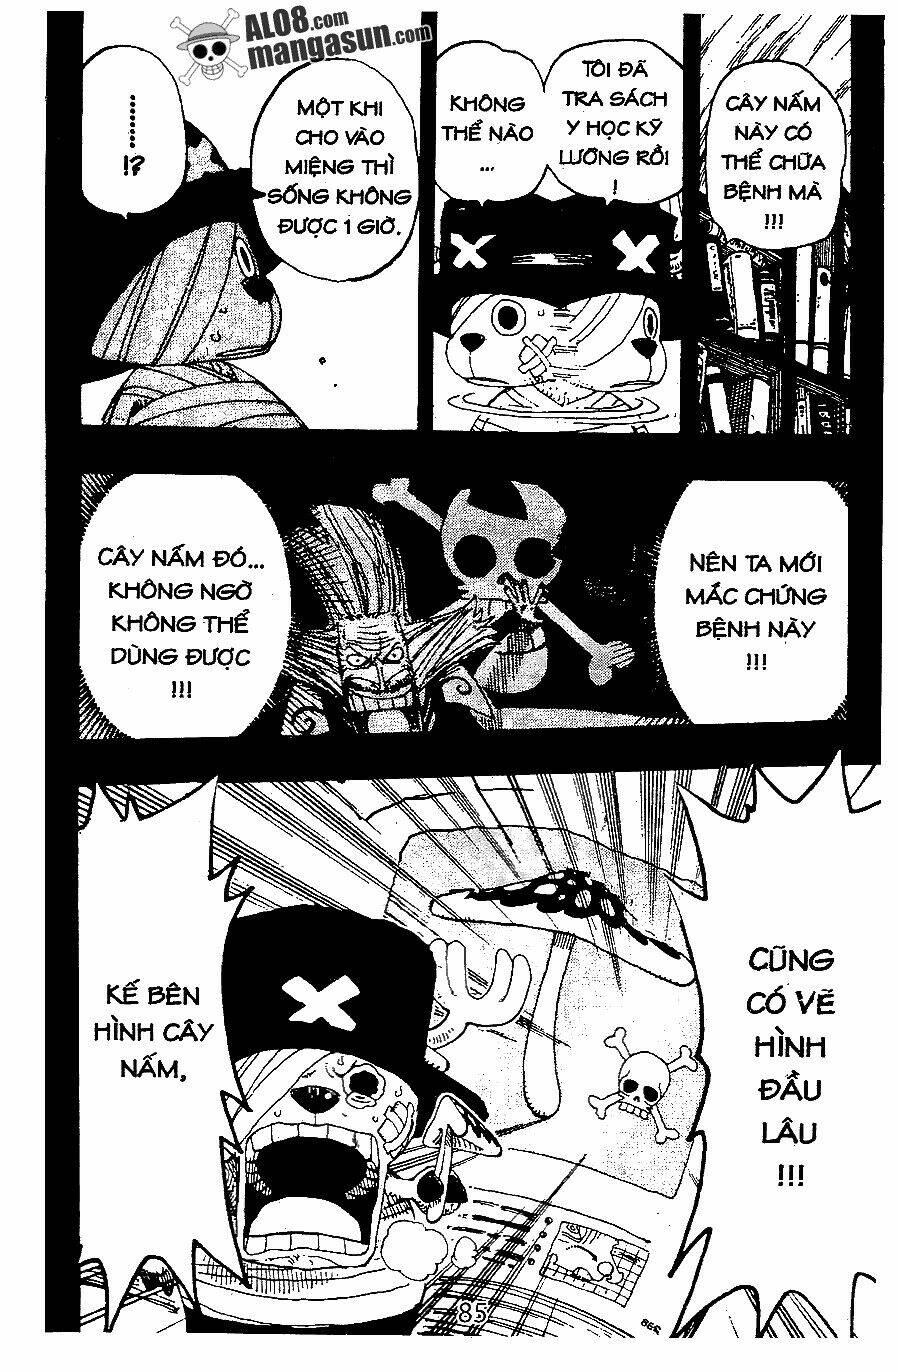 AL08.com
mangasun.com
CÂY NẤM
NÀY CÓ
THỂ CHỮA
BỆNH MÀ
!!!
TÔI ĐÃ
TRA SÁCH
Y HỌC KỸ
LƯỠNG RỒI
!
KHÔNG
THỂ NÀO
...
MỘT KHI
CHO VÀO
MIỆNG THÌ
SỐNG KHÔNG
ĐƯỢC 1 GIỜ.
........
!?
NÊN TA MỚI
MẮC CHỨNG
BỆNH NÀY
!!!
CÂY NẤM ĐÓ...
KHÔNG NGỜ
KHÔNG THỂ
DÙNG ĐƯỢC
!!!
CŨNG
CÓ VẼ
HÌNH
ĐẦU
LÂU
!!!
KẾ BÊN
HÌNH CÂY
NẤM,
85